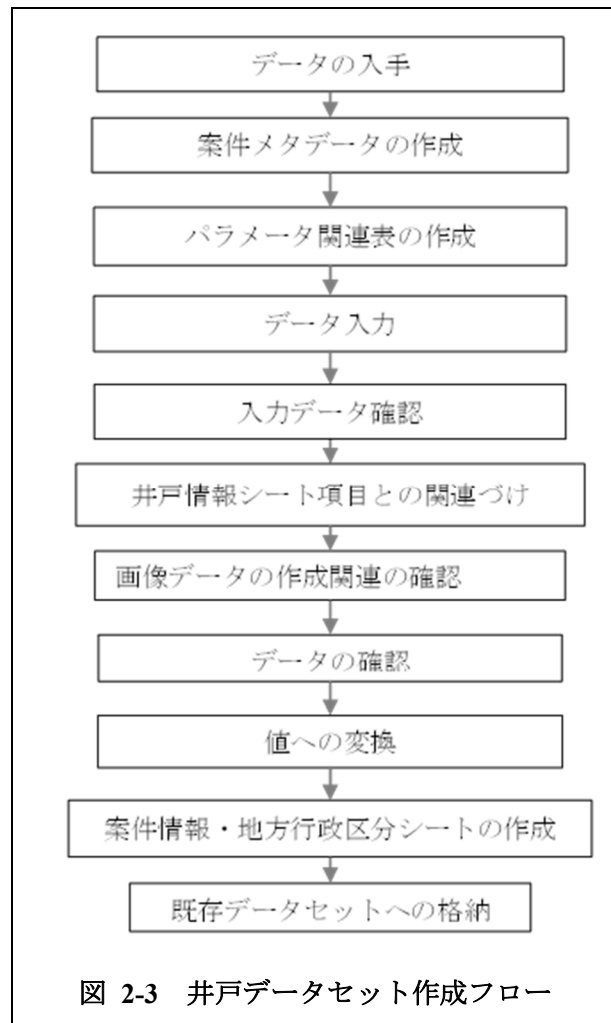 データの入手
案件メタデータの作成
パラメータ関連表の作成
データ入力
入力データ確認
井戸情報シート項目との関連づけ
画像データの作成関連の確認
データの確認
値への変換
案件情報・地方行政区分シートの作成
既存データセットへの格納
図 2-3 井戸データセット作成フロー